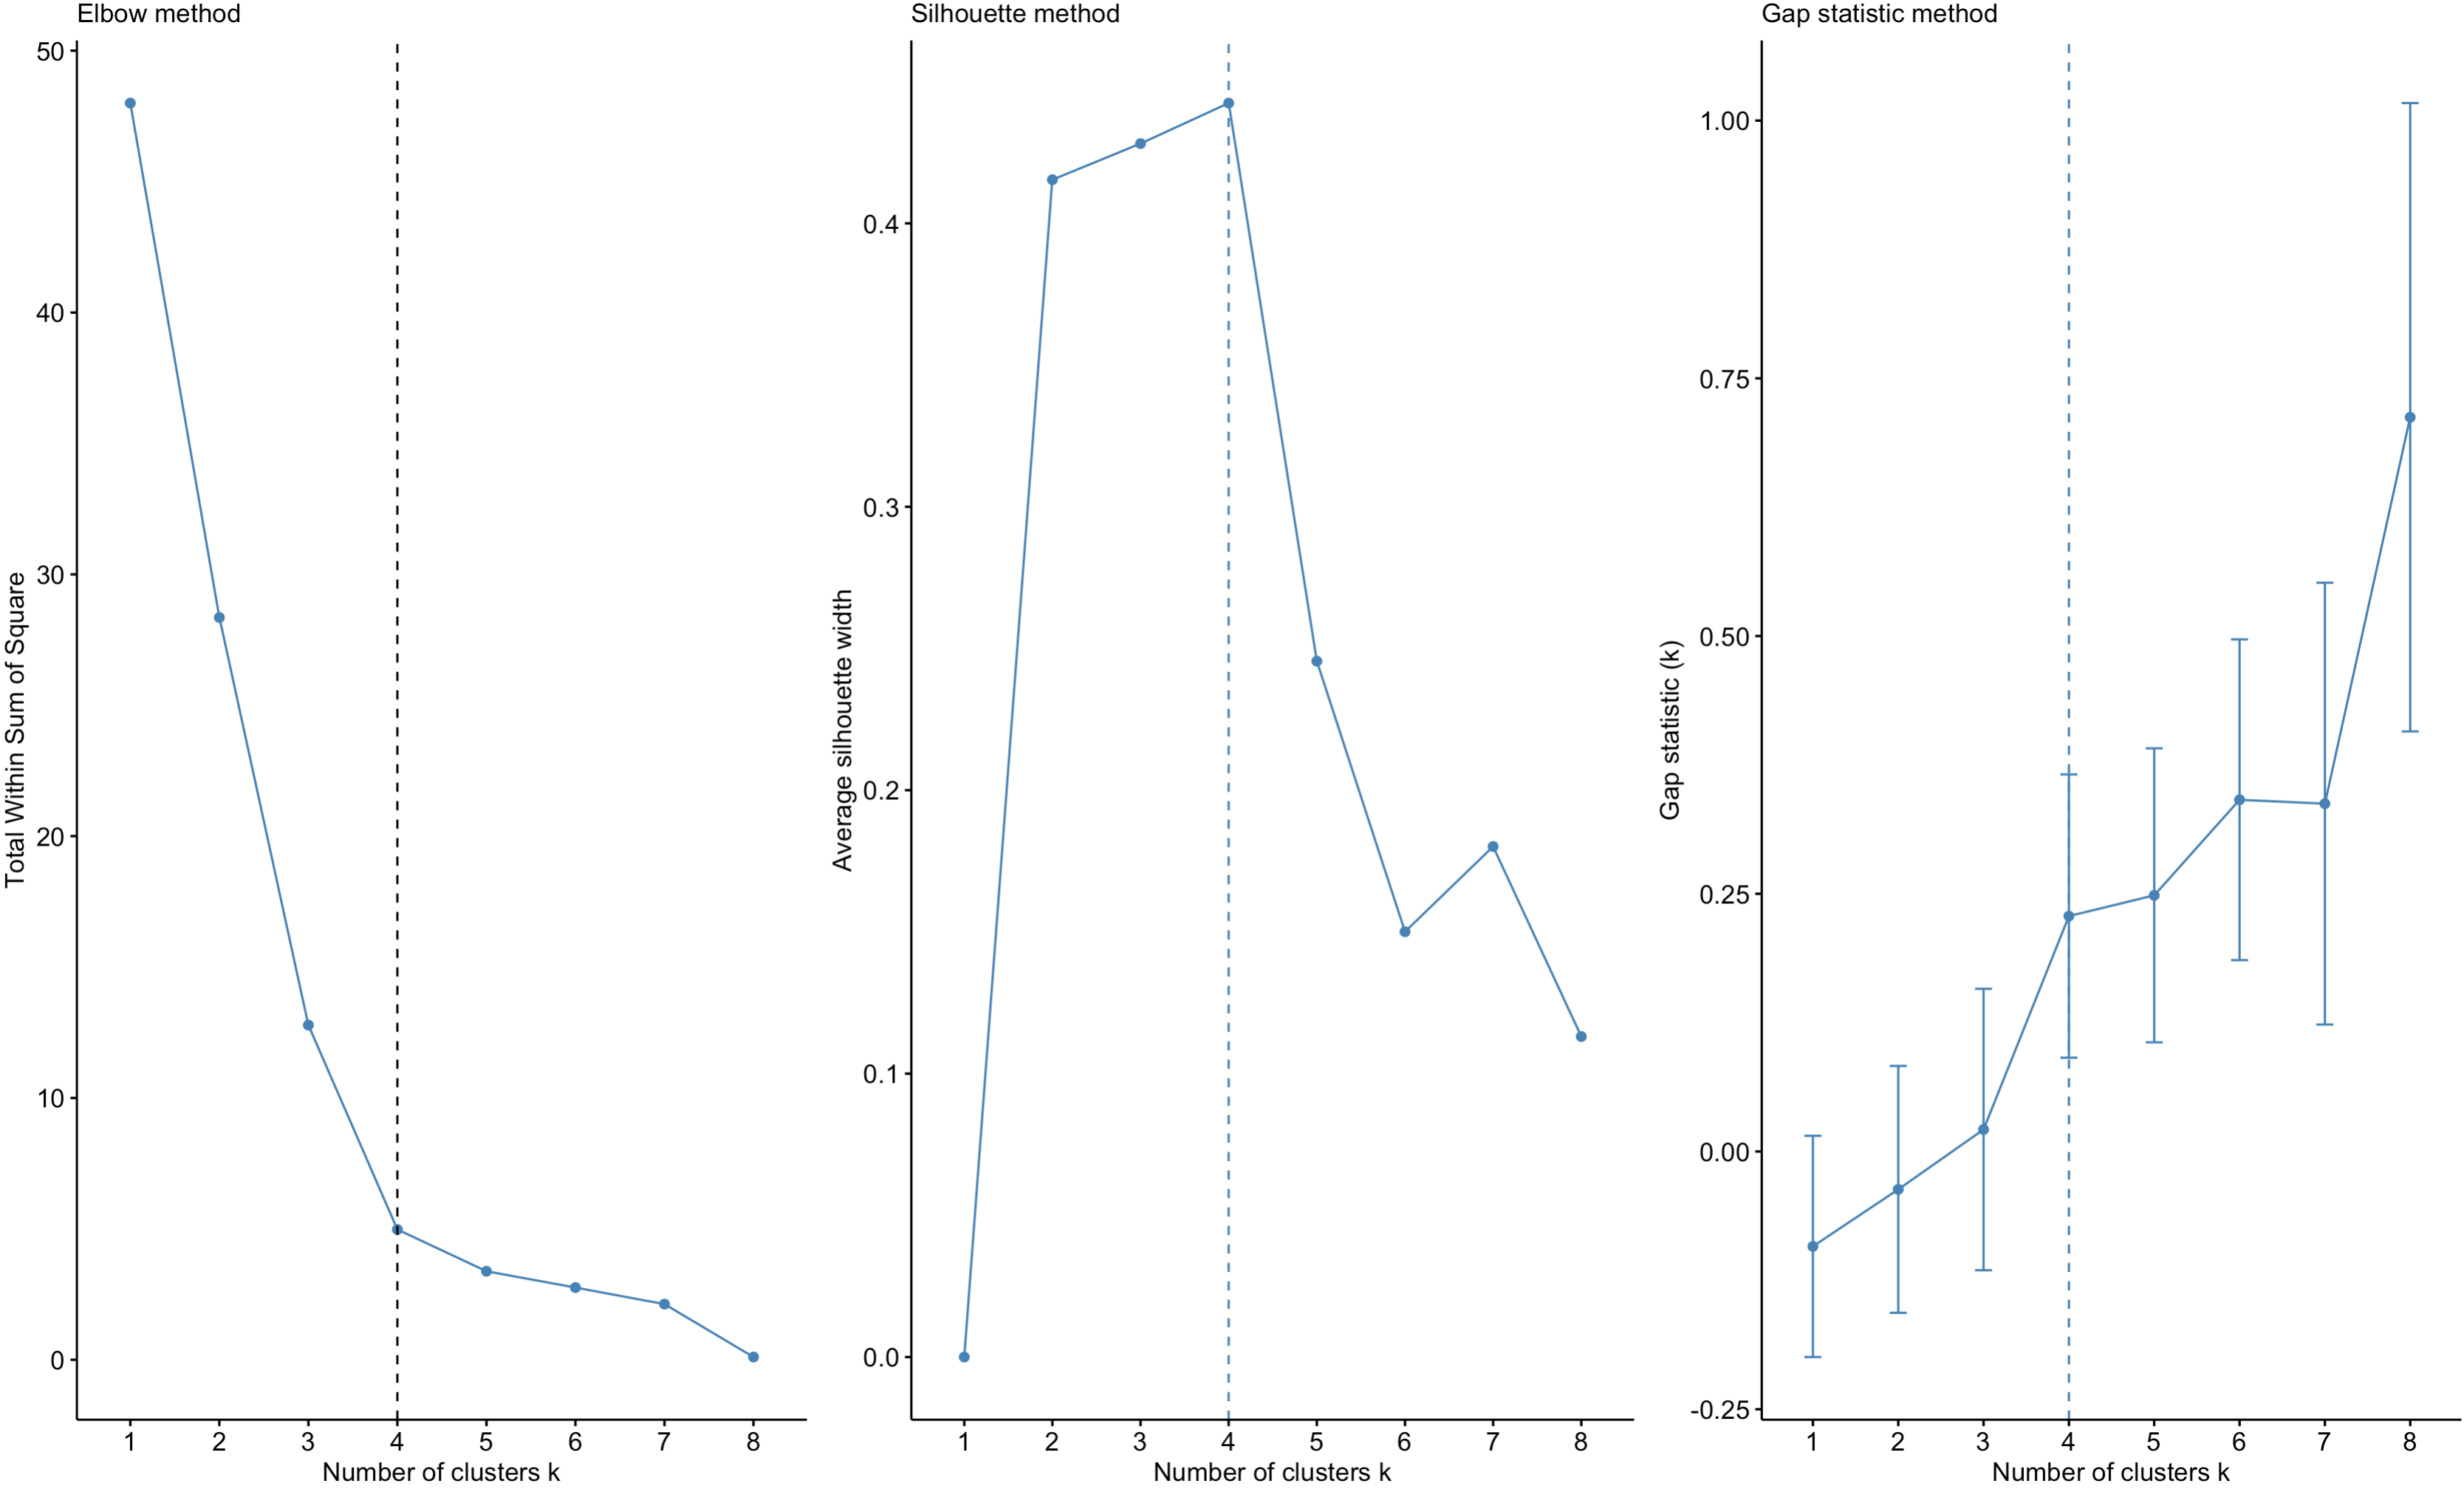 Elbow method
50
40
30
20
10
0
Total Within Sum of Square
1 2 3 4 5 6 7 8
Number of clusters k
Silhouette method
0.4
0.3
0.2
0.1
0.0
Average silhouette width
1 2 3 4 5 6 7 8
Number of clusters k
Gap statistic method
1.00
0.75
0.50
0.25
0.00
-0.25
Gap statistic (k)
1 2 3 4 5 6 7 8
Number of clusters k